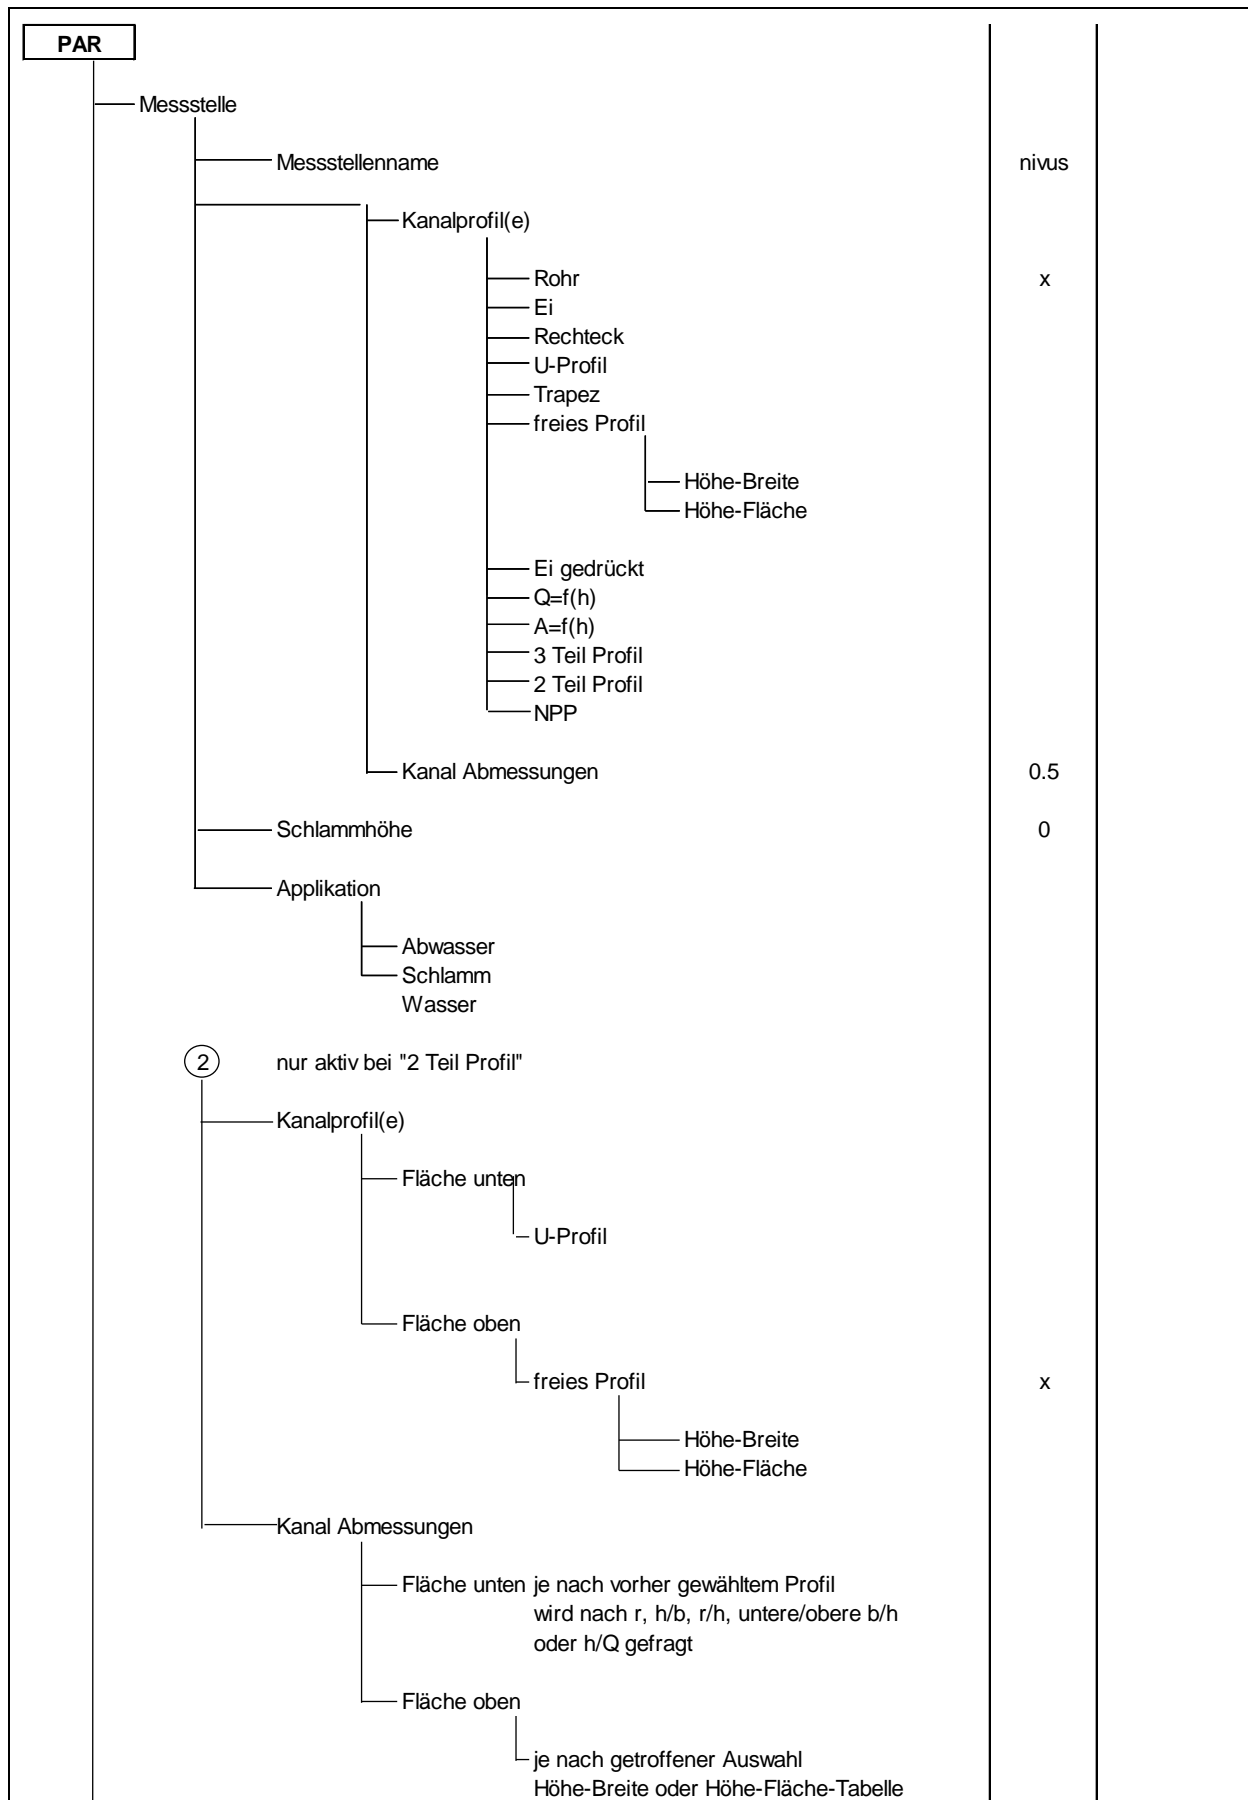 PAR
Messstelle
Messstellenname nivus
Kanalprofil(e)
Rohr x
Ei
Rechteck
U-Profil
Trapez
freies Profil
Höhe-Breite
Höhe-Fläche
Ei gedrückt
Q=f(h)
A=f(h)
3 Teil Profil
2 Teil Profil
NPP
Kanal Abmessungen 0.5
Schlammhöhe 0
Applikation
Abwasser
Schlamm
Wasser
2 nur aktiv bei "2 Teil Profil"
Kanalprofil(e)
Fläche unten
U-Profil
Fläche oben
freies Profil x
Höhe-Breite
Höhe-Fläche
Kanal Abmessungen
Fläche unten je nach vorher gewähltem Profil
wird nach r, h/b, r/h, untere/obere b/h
oder h/Q gefragt
Fläche oben
je nach getroffener Auswahl
Höhe-Breite oder Höhe-Fläche-Tabelle